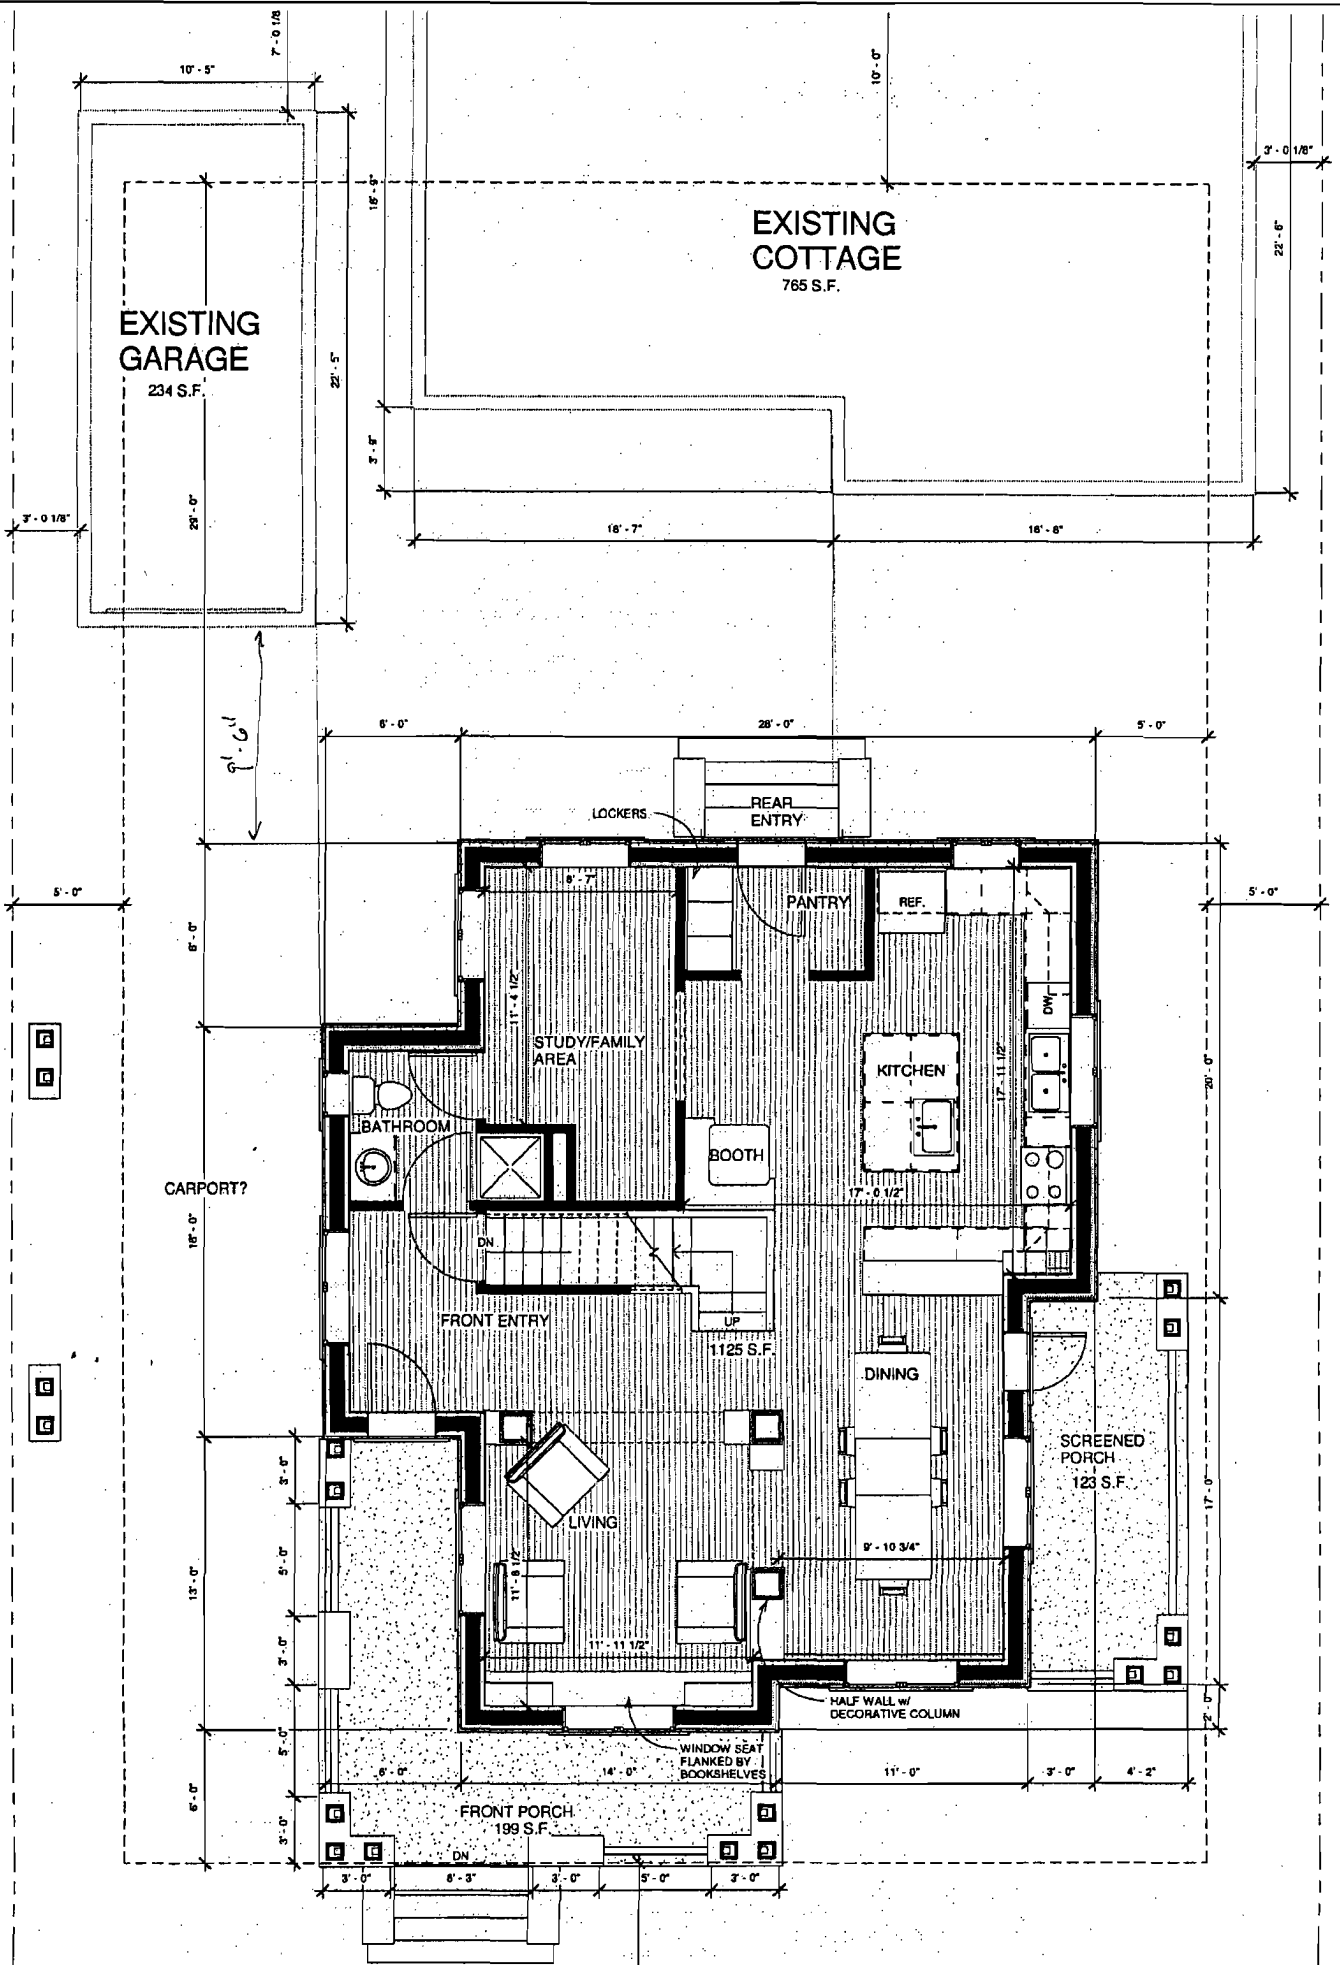 7' - 0 1/8
10' - 5"
10' - 0"
3' - 0 1/8"
18' - 9"
EXISTING
COTTAGE
765 S.F.
22' - 6"
EXISTING
GARAGE
234 S.F.
22' - 5"
3' - 9"
29' - 0"
3' - 0 1/8"
18' - 7"
18' - 8"
9'-6"
6' - 0"
28' - 0"
5' - 0"
LOCKERS
REAR
ENTRY
8' - 7"
PANTRY
REF.
5' - 0"
5' - 0"
8' - 0"
11' - 4 1/2"
DW
STUDY/FAMILY
AREA
KITCHEN
17' - 11 1/2"
20' - 0"
BATHROOM
BOOTH
CARPORT?
17' - 0 1/2"
18' - 0"
DN
FRONT ENTRY
UP
1125 S.F.
DINING
SCREENED
PORCH
123 S.F.
3' - 0"
17' - 0"
LIVING
9' - 10 3/4"
5' - 0"
13' - 0"
11' - 8 1/2"
11' - 11 1/2"
3' - 0"
HALF WALL w/
DECORATIVE COLUMN
2' - 0"
WINDOW SEAT
FLANKED BY
BOOKSHELVES
5' - 0"
6' - 0"
14' - 0"
11' - 0"
3' - 0"
4' - 2"
6' - 0"
FRONT PORCH
199 S.F.
3' - 0"
DN
3' - 0"
8' - 3"
3' - 0"
5' - 0"
3' - 0"